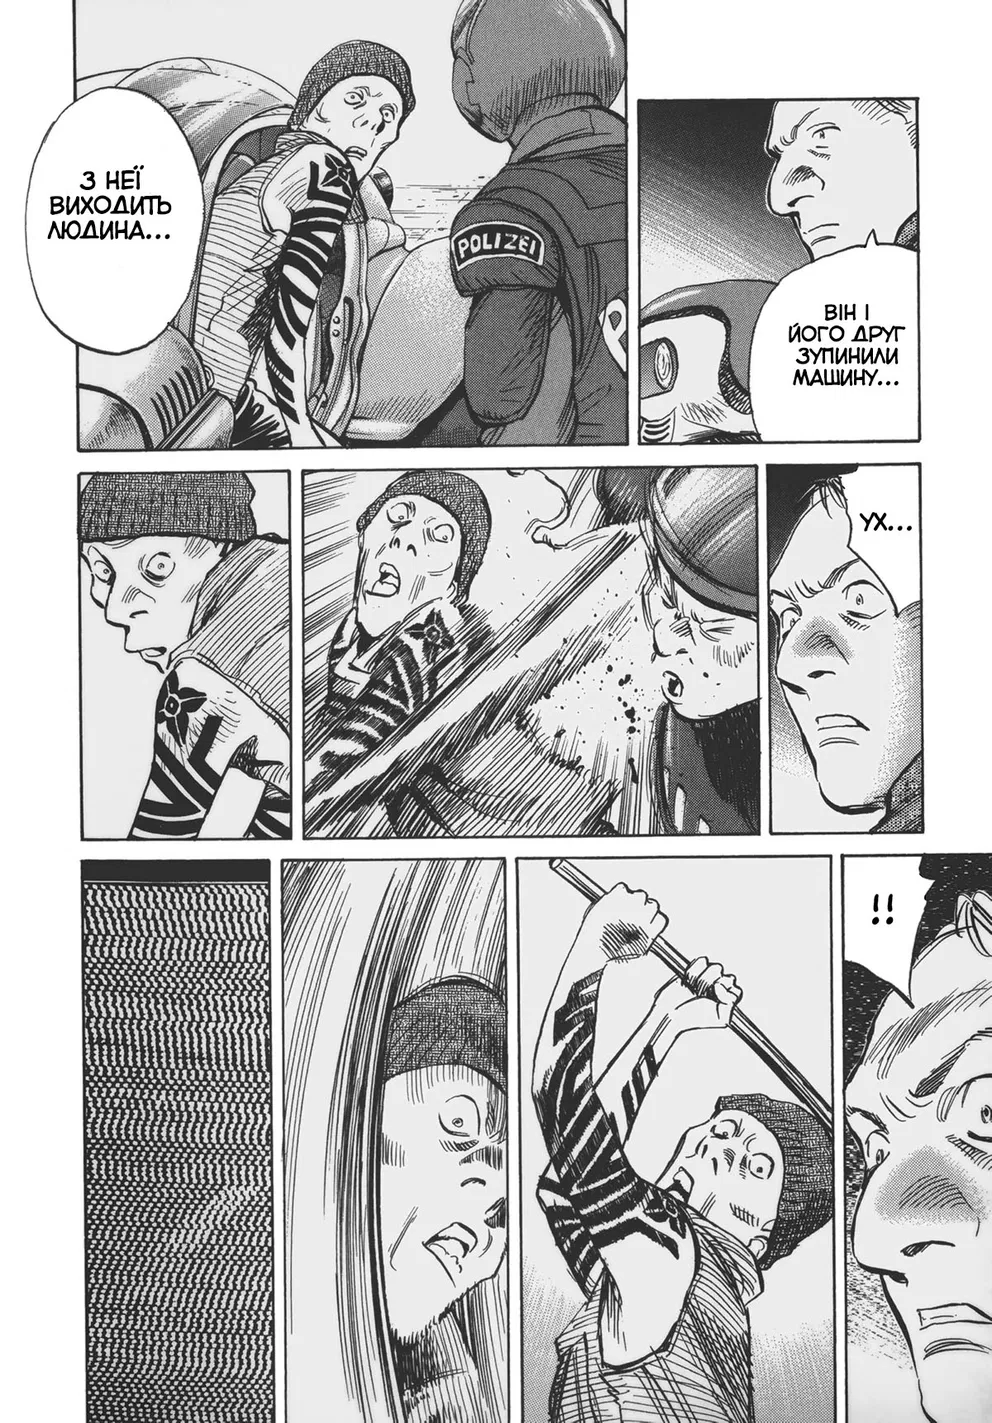 ВІН І
ЙОГО ДРУГ
ЗУПИНИЛИ
МАШИНУ...
З НЕЇ
ВИХОДИТЬ
ЛЮДИНА...
POLIZEI
УХ...
!!